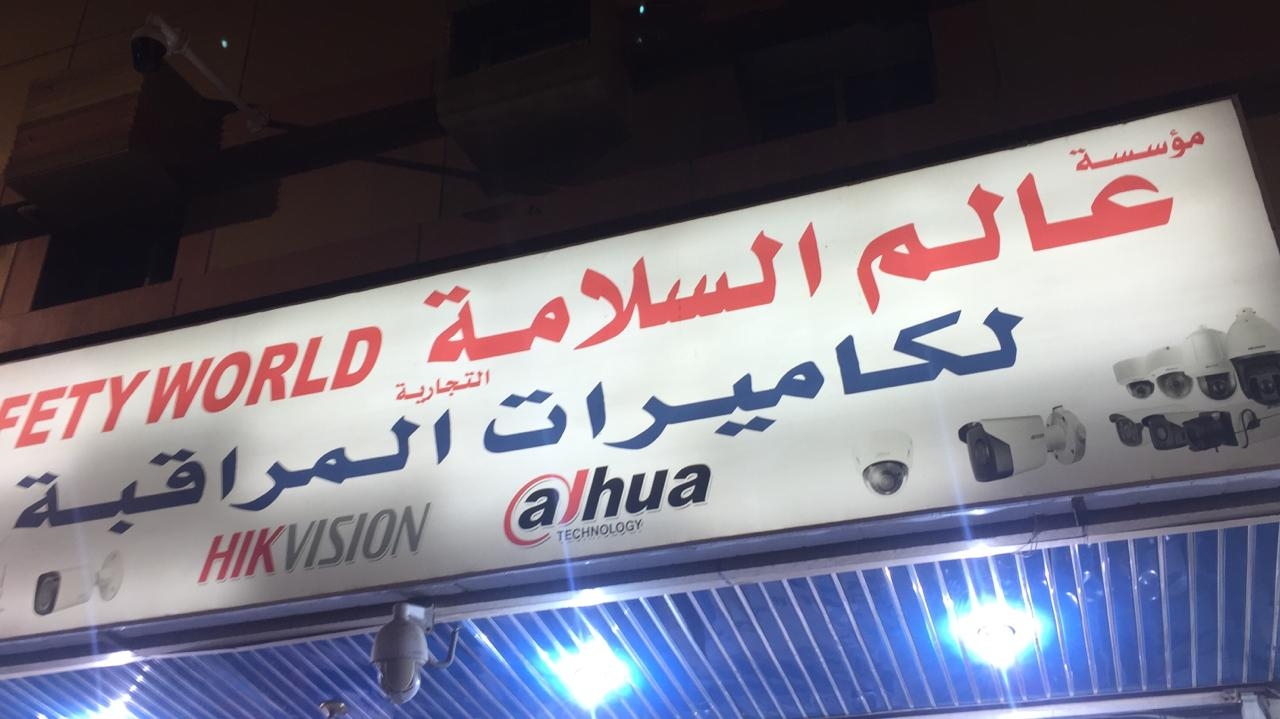 مؤسسة
عالم السلامة
التجارية
FETY WORLD
لكاميرات المراقبة
HIKVISION
alhua
TECHNOLOGY